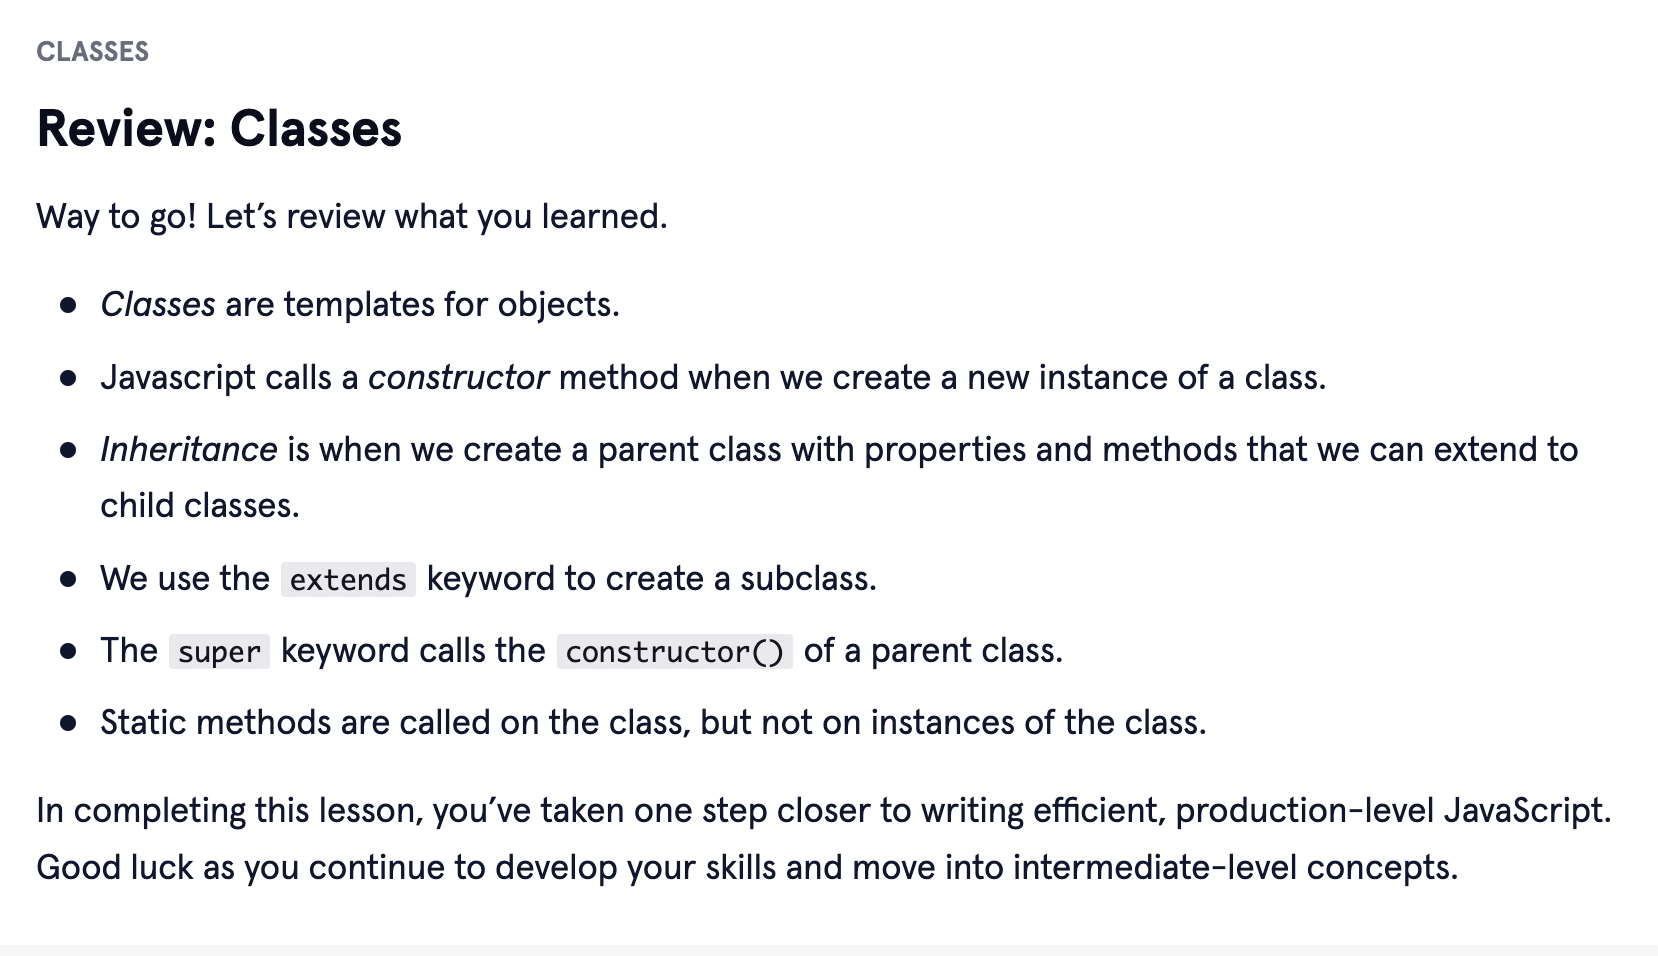 CLASSES
Review: Classes
Way to go! Let’s review what you learned.
● Classes are templates for objects.
● Javascript calls a constructor method when we create a new instance of a class.
● Inheritance is when we create a parent class with properties and methods that we can extend to
child classes.
● We use the extends keyword to create a subclass.
● The super keyword calls the constructor() of a parent class.
● Static methods are called on the class, but not on instances of the class.
In completing this lesson, you’ve taken one step closer to writing efficient, production-level JavaScript.
Good luck as you continue to develop your skills and move into intermediate-level concepts.